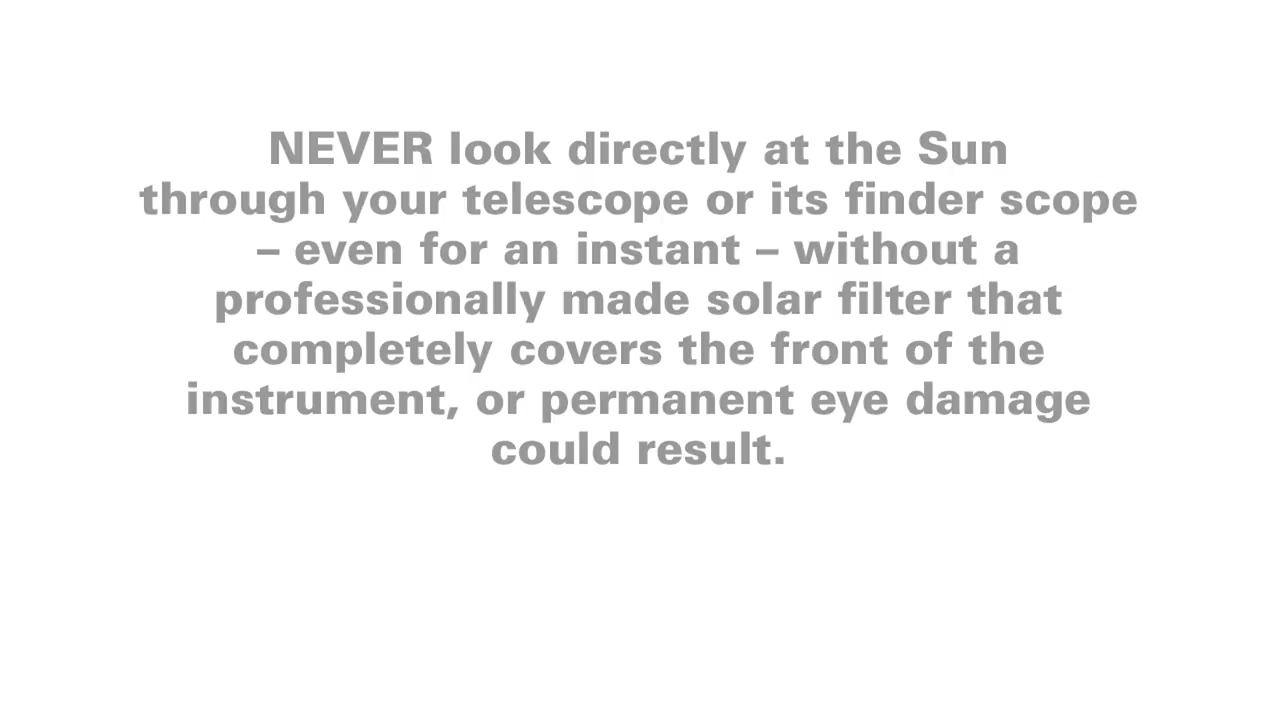 NEVER look directly at the Sun
through your telescope or its finder scope
– even for an instant – without a
professionally made solar filter that
completely covers the front of the
instrument, or permanent eye damage
could result.